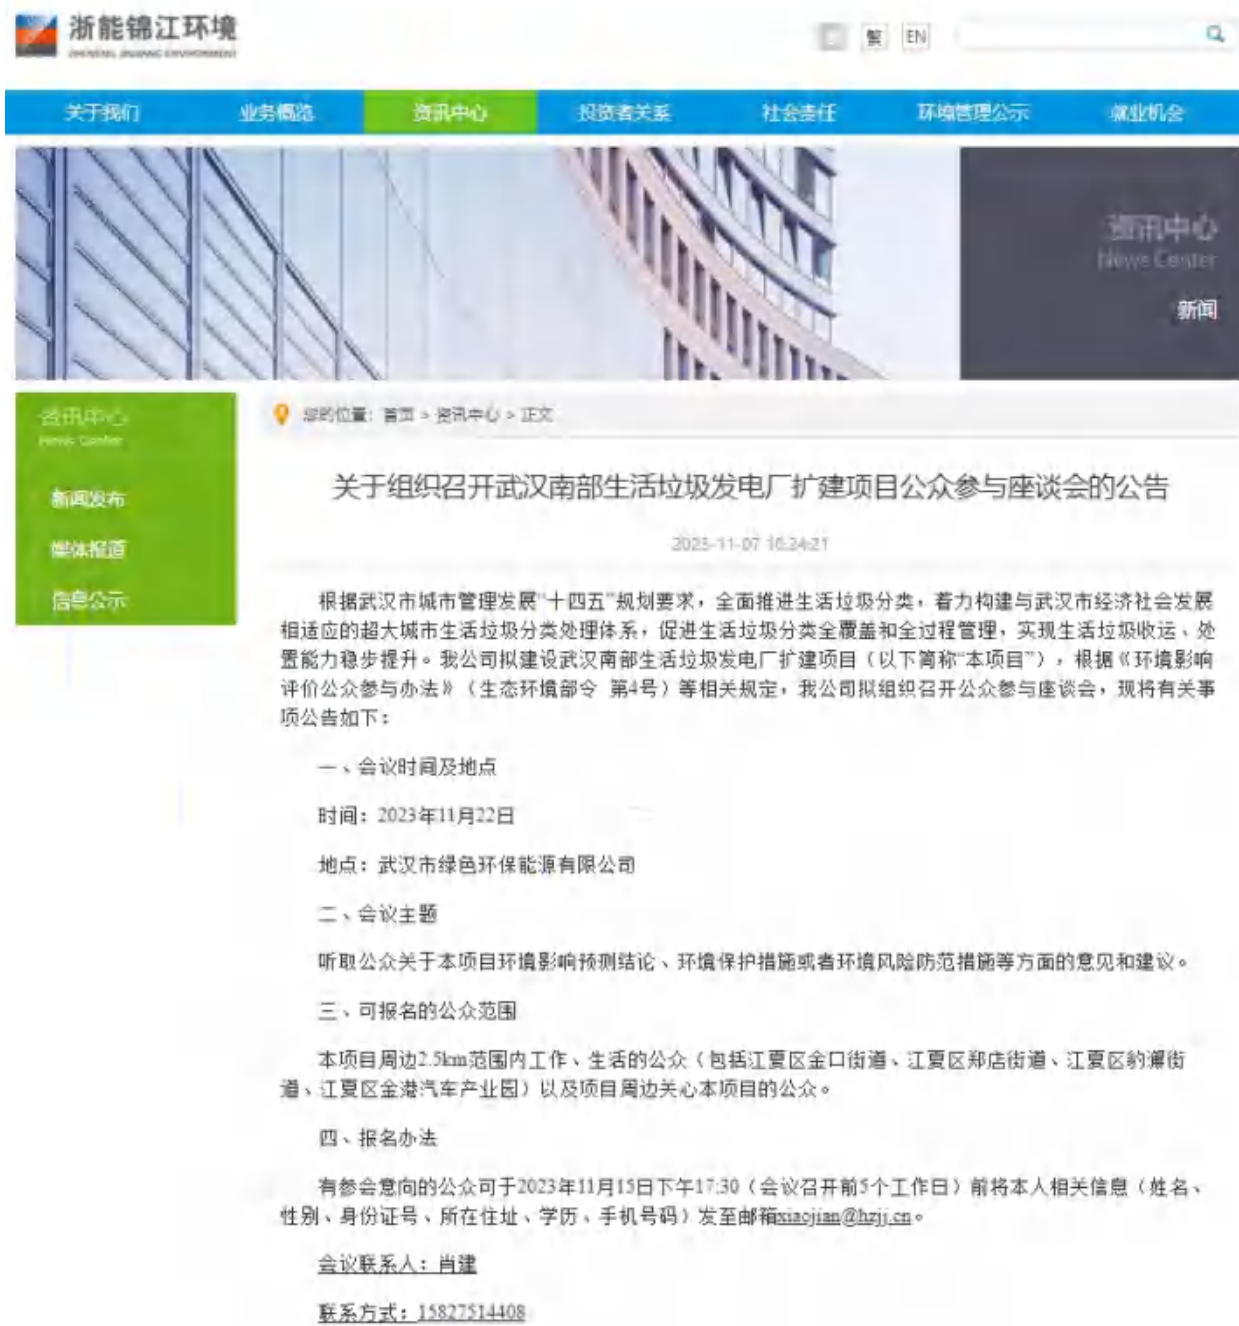 浙能锦江环境
ZHENENG JINJIANG ENVIRONMENT
繁 EN
关于我们 业务概览 资讯中心 投资者关系 社会责任 环境管理公示 就业机会
资讯中心
News Center
新闻
资讯中心
News Center
新闻发布
媒体报道
信息公示
您的位置：首页 > 资讯中心 > 正文
关于组织召开武汉南部生活垃圾发电厂扩建项目公众参与座谈会的公告
2023-11-07 16:24:21
根据武汉市城市管理发展“十四五”规划要求，全面推进生活垃圾分类，着力构建与武汉市经济社会发展
相适应的超大城市生活垃圾分类处理体系，促进生活垃圾分类全覆盖和全过程管理，实现生活垃圾收运、处
置能力稳步提升。我公司拟建设武汉南部生活垃圾发电厂扩建项目（以下简称“本项目”），根据《环境影响
评价公众参与办法》（生态环境部令 第4号）等相关规定，我公司拟组织召开公众参与座谈会，现将有关事
项公告如下：
一、会议时间及地点
时间：2023年11月22日
地点：武汉市绿色环保能源有限公司
二、会议主题
听取公众关于本项目环境影响预测结论、环境保护措施或者环境风险防范措施等方面的意见和建议。
三、可报名的公众范围
本项目周边2.5km范围内工作、生活的公众（包括江夏区金口街道、江夏区郑店街道、江夏区豹澥街
道、江夏区金港汽车产业园）以及项目周边关心本项目的公众。
四、报名办法
有参会意向的公众可于2023年11月15日下午17:30（会议召开前5个工作日）前将本人相关信息（姓名、
性别、身份证号、所在住址、学历、手机号码）发至邮箱xiaojian@hzjj.cn。
会议联系人：肖建
联系方式：15827514408